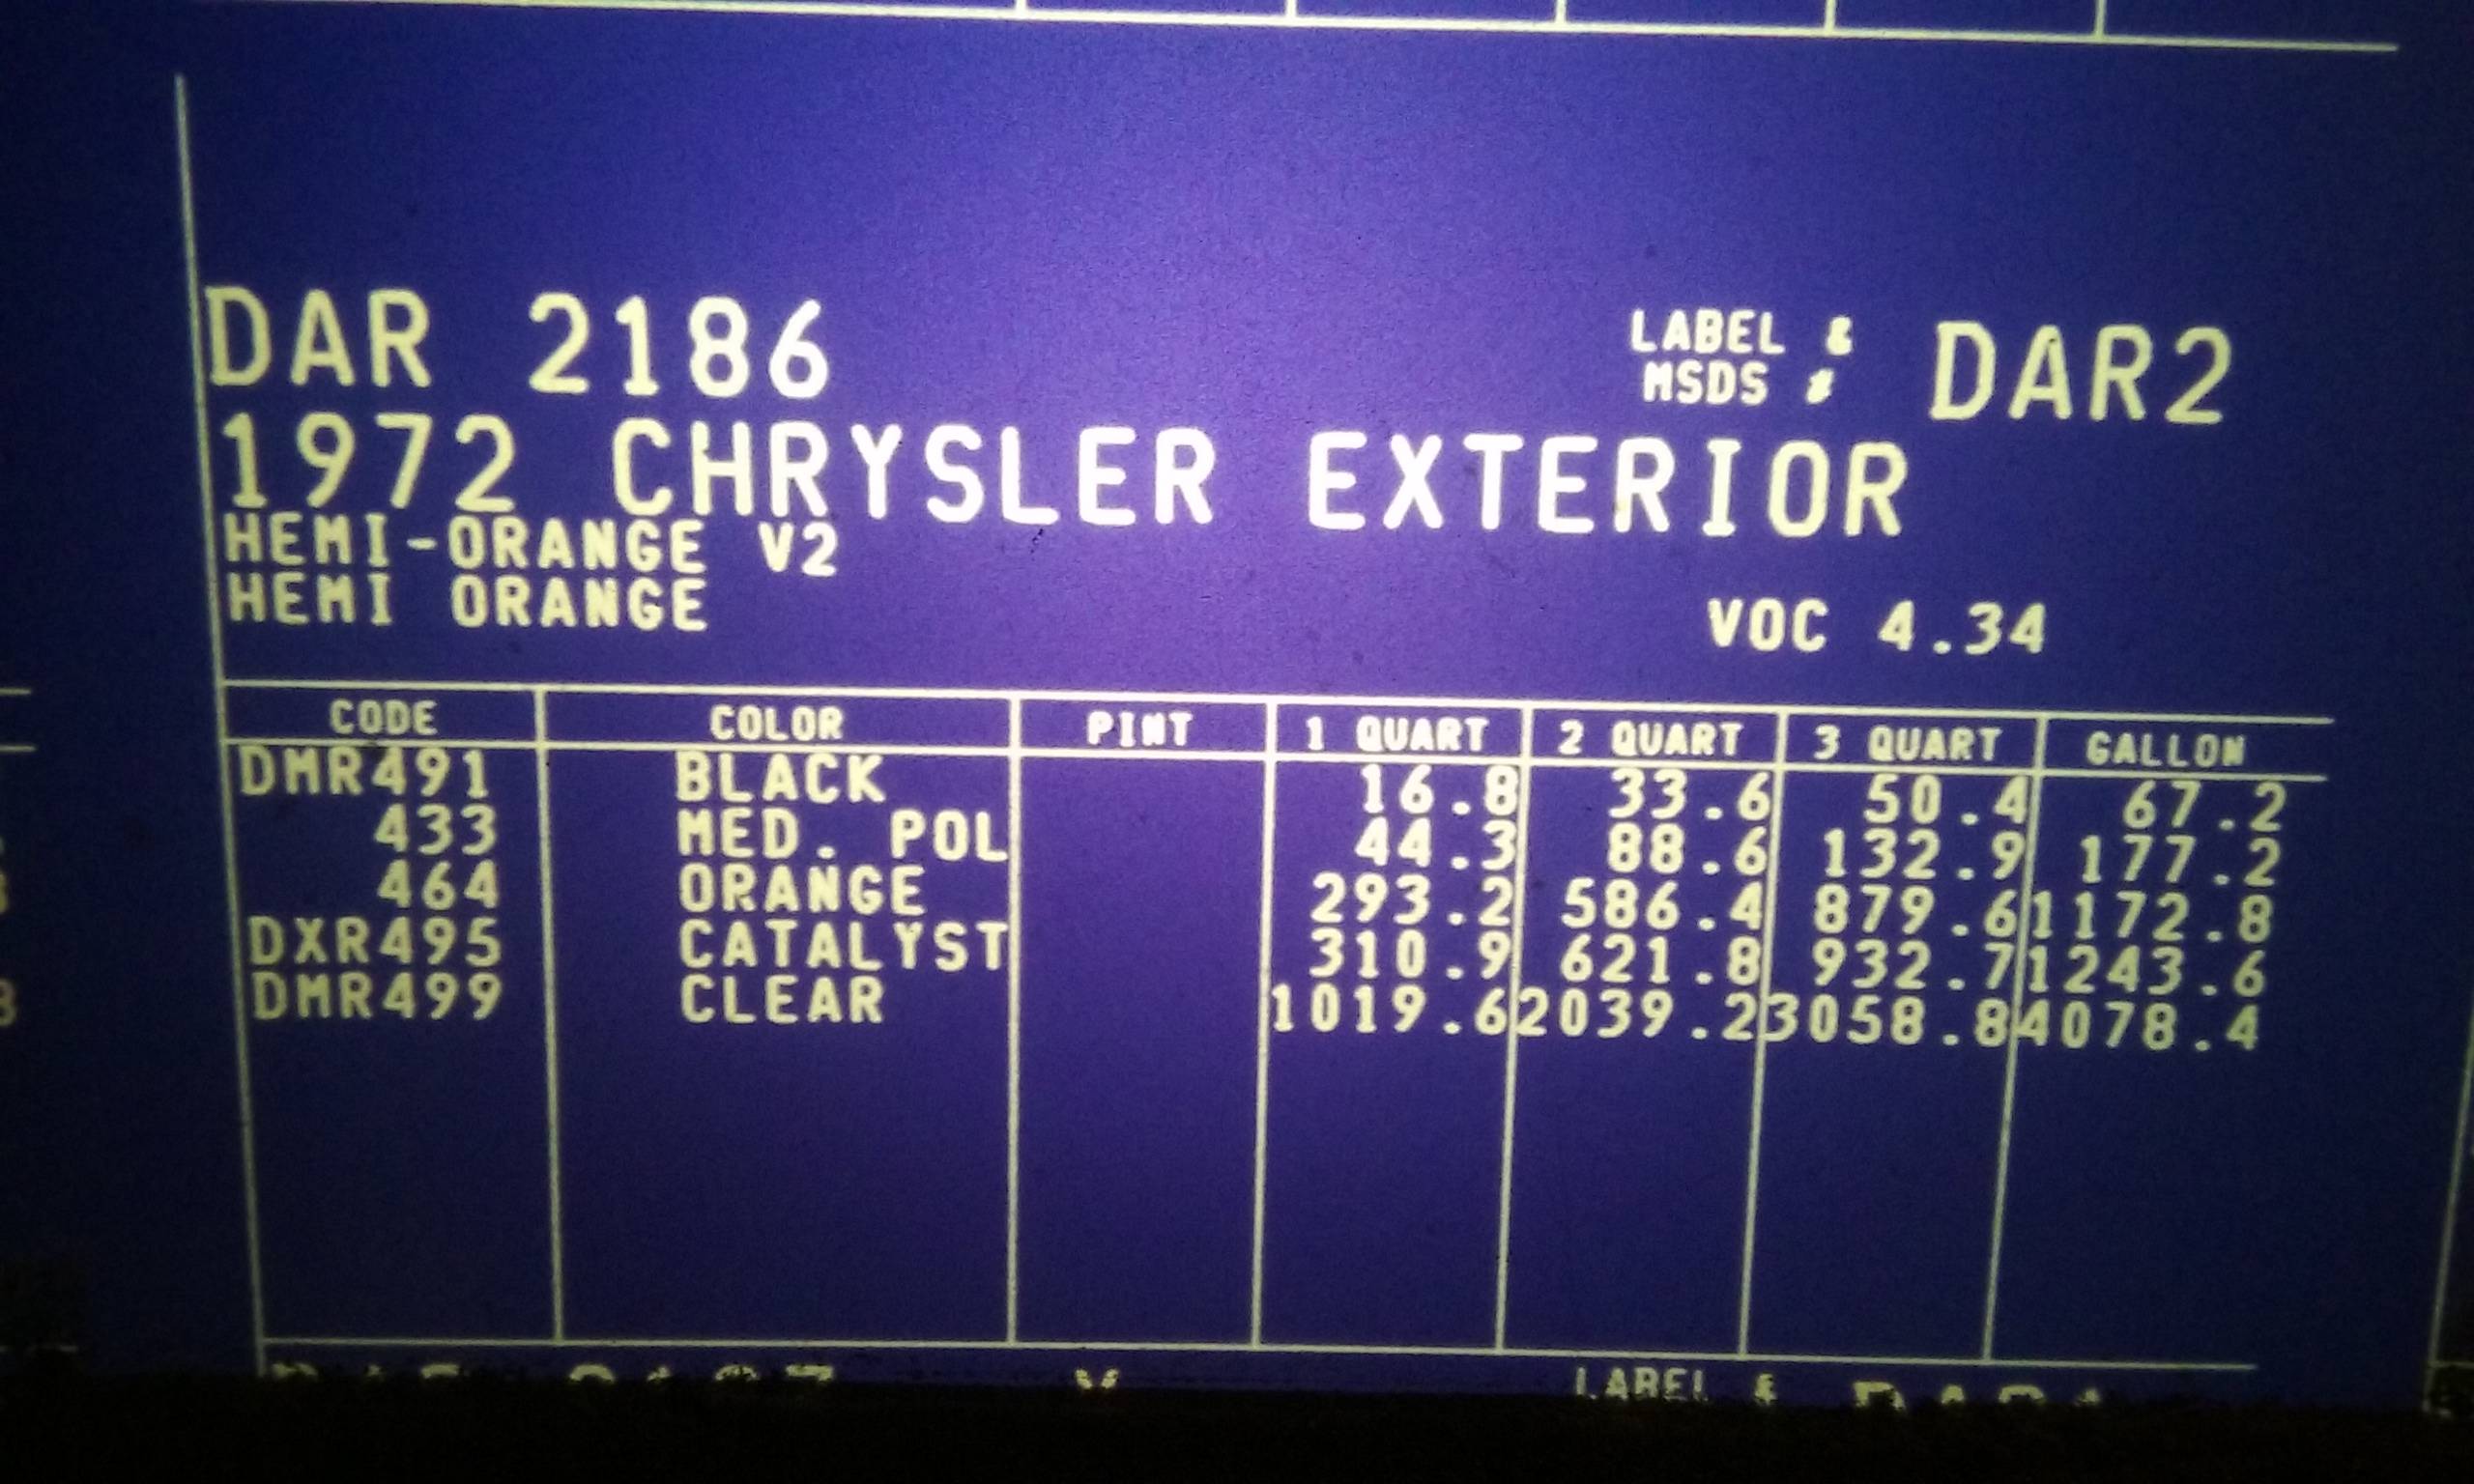 DAR 2186
LABEL &
MSDS # DAR2
1972 CHRYSLER EXTERIOR
HEMI-ORANGE V2
HEMI ORANGE
VOC 4.34
CODE COLOR PINT 1 QUART 2 QUART 3 QUART GALLON
DMR491 BLACK 16.8 33.6 50.4 67.2
433 MED. POL 44.3 88.6 132.9 177.2
464 ORANGE 293.2 586.4 879.6 1172.8
DXR495 CATALYST 310.9 621.8 932.7 1243.6
DMR499 CLEAR 1019.6 2039.2 3058.8 4078.4
LABEL &